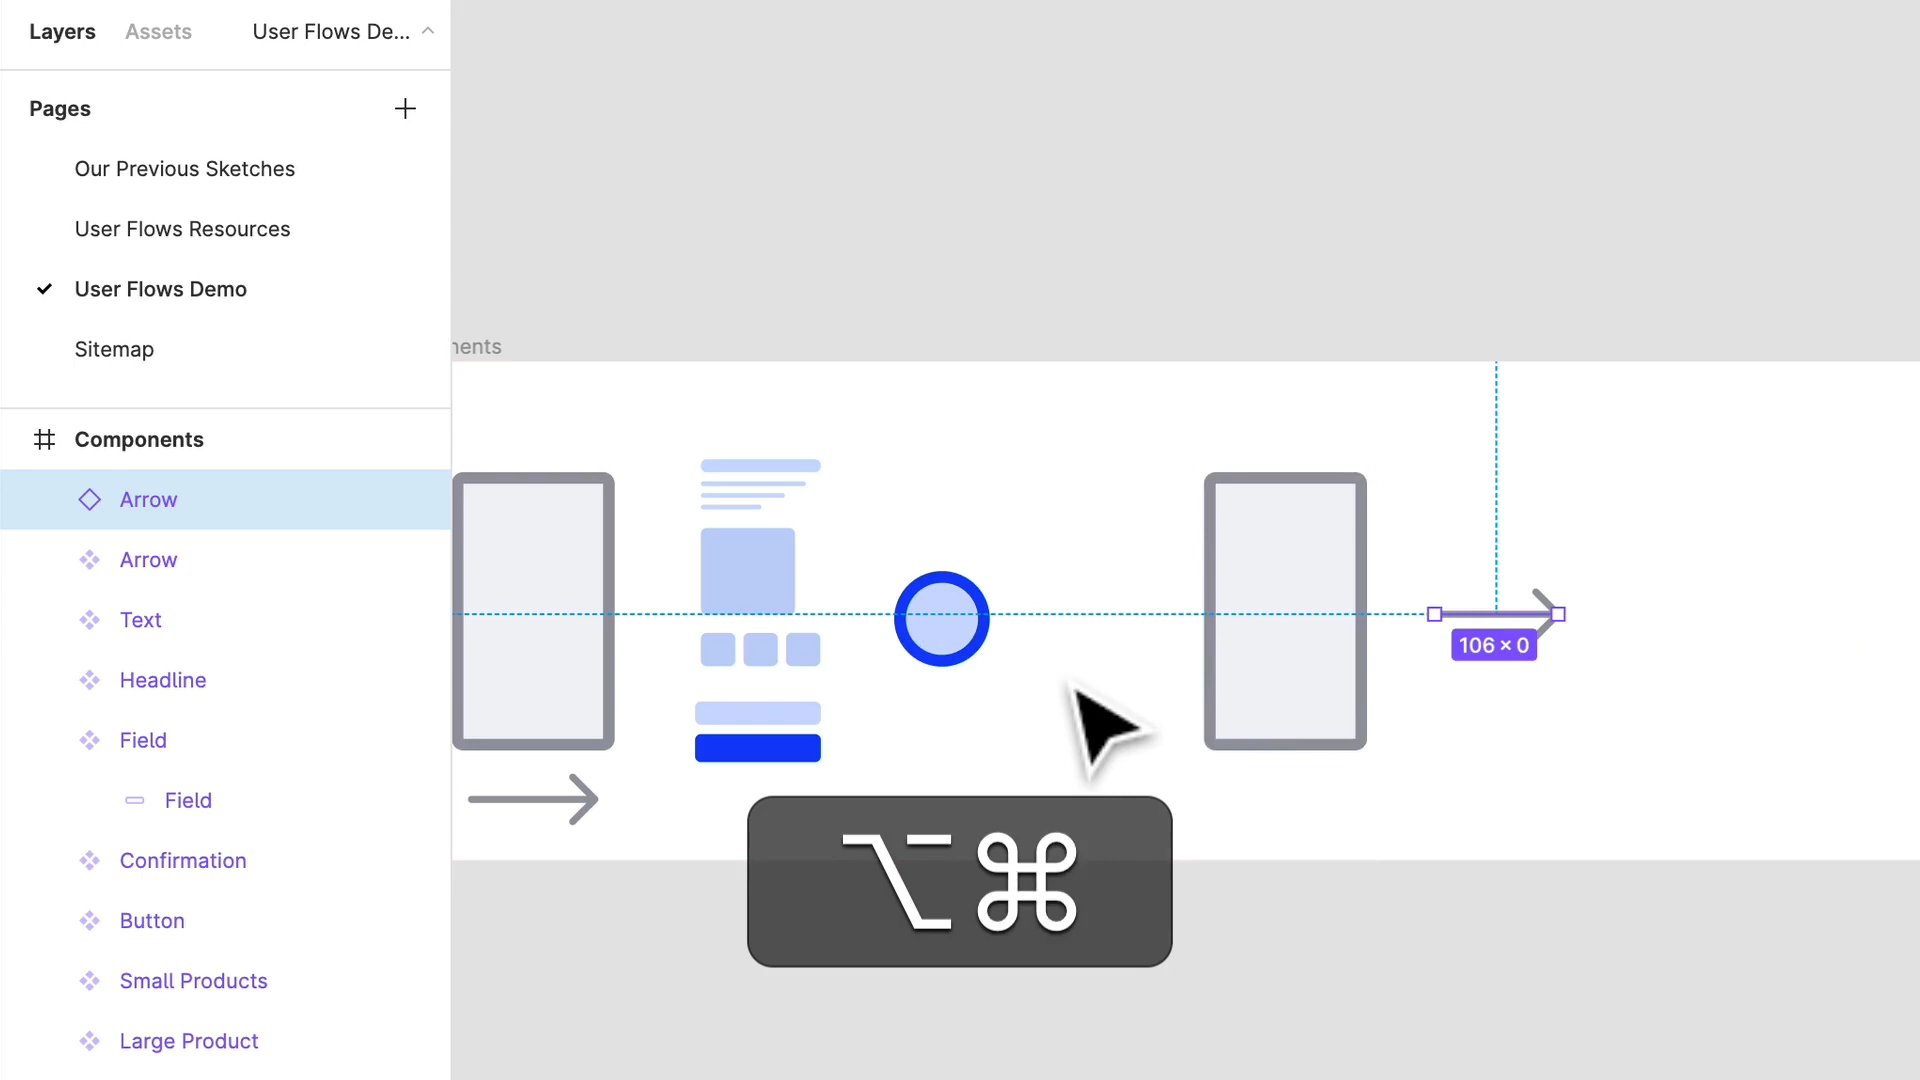 Layers Assets User Flows De...
Pages
Our Previous Sketches
User Flows Resources
User Flows Demo
Sitemap
nents
Components
Arrow
Arrow
Text
Headline
Field
Field
Confirmation
Button
Small Products
Large Product
106 × 0
⌥⌘